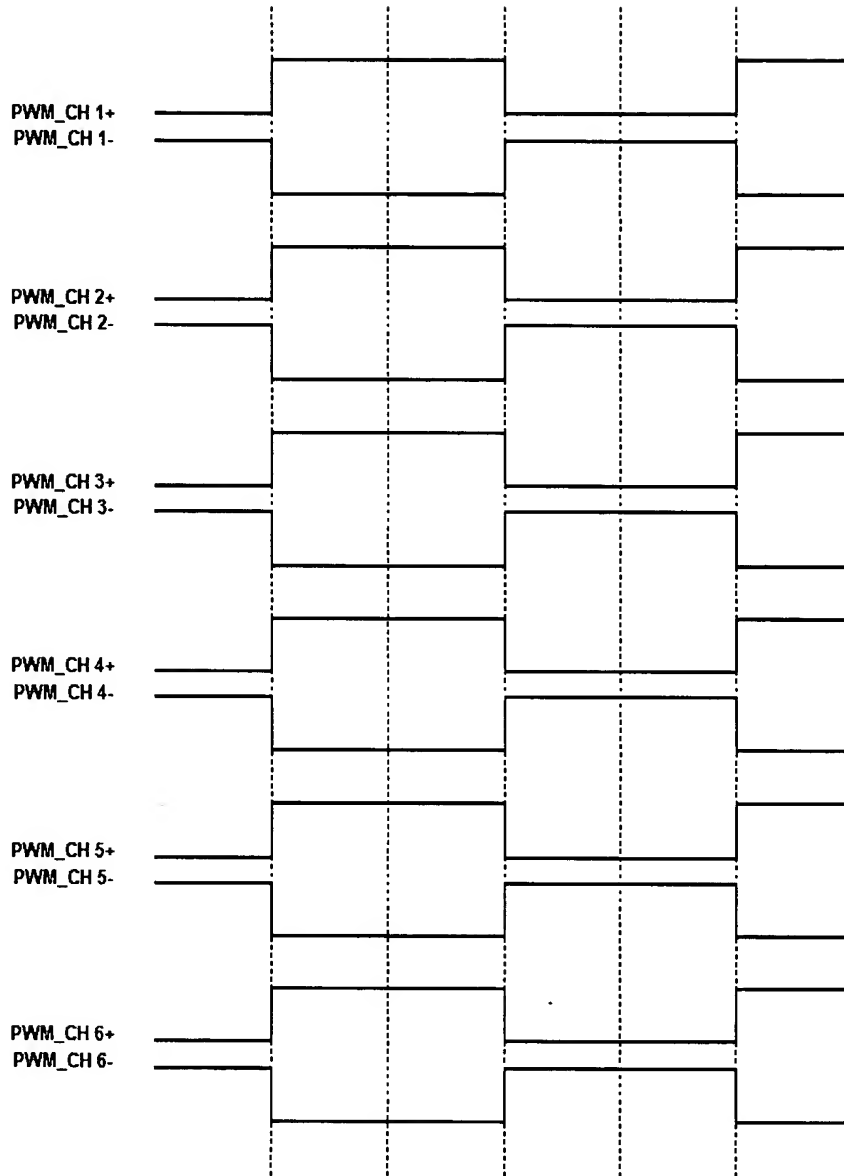 PWM_CH 1+
PWM_CH 1-
PWM_CH 2+
PWM_CH 2-
PWM_CH 3+
PWM_CH 3-
PWM_CH 4+
PWM_CH 4-
PWM_CH 5+
PWM_CH 5-
PWM_CH 6+
PWM_CH 6-